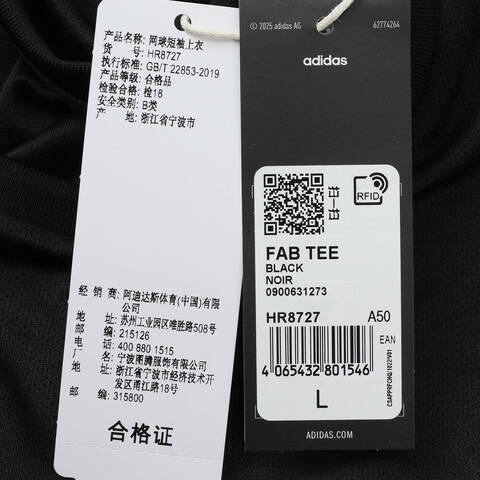 产品名称: 网球短袖上衣
货 号: HR8727
执行标准: GB/T 22853-2019
产品等级: 合格品
检验合格: 检18
安全类别: B类
产 地: 浙江省宁波市
经 销 商: 阿迪达斯体育(中国)有限
公司
地 址: 苏州工业园区唯胜路508号
邮 编: 215126
电 话: 400 880 1515
厂 名: 宁波图腾服饰有限公司
地 址: 浙江省宁波市经济技术开
发区甬江路18号
邮 编: 315800
合格证
© 2025 adidas AG
62774264
adidas
RFID
FAB TEE
BLACK
NOIR
0900631273
HR8727 A50
EAN
4 065432 801546
L
ADIDAS.COM